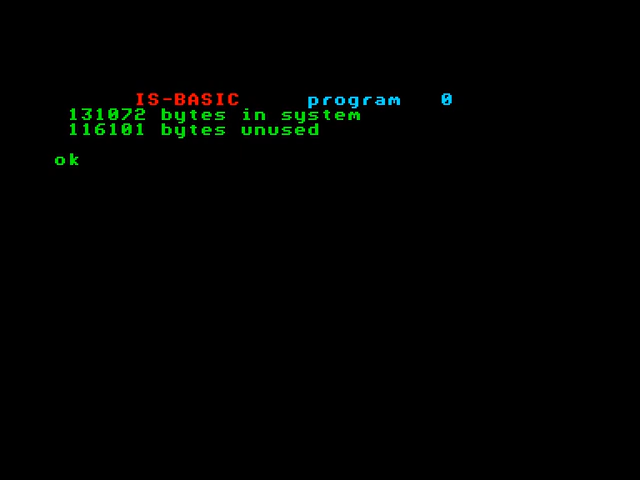 IS-BASIC program 0
131072 bytes in system
116101 bytes unused
ok